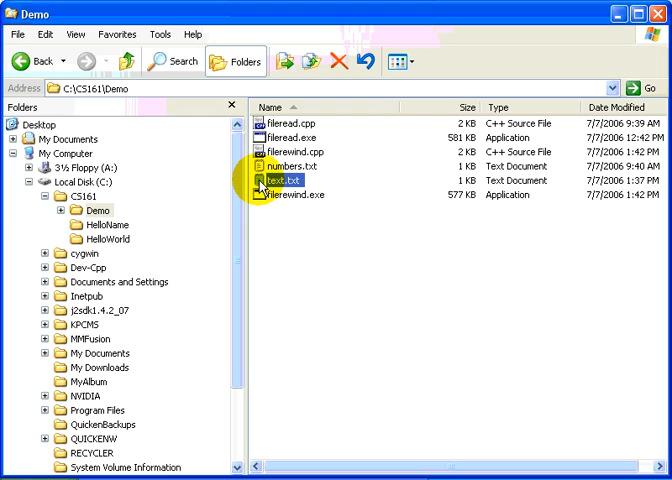 Demo
File Edit View Favorites Tools Help
Back Search Folders
Address C:\CS161\Demo Go
Folders
Name Size Type Date Modified
Desktop
My Documents
My Computer
3½ Floppy (A:)
Local Disk (C:)
CS161
Demo
HelloName
HelloWorld
cygwin
Dev-Cpp
Documents and Settings
Inetpub
j2sdk1.4.2_07
KPCMS
MMFusion
My Documents
My Downloads
MyAlbum
NVIDIA
Program Files
QuickenBackups
QUICKENW
RECYCLER
System Volume Information
fileread.cpp 2 KB C++ Source File 7/7/2006 9:39 AM
fileread.exe 581 KB Application 7/7/2006 12:42 PM
filerewind.cpp 2 KB C++ Source File 7/7/2006 1:42 PM
numbers.txt 1 KB Text Document 7/7/2006 9:40 AM
text.txt 1 KB Text Document 7/7/2006 1:37 PM
filerewind.exe 577 KB Application 7/7/2006 1:42 PM